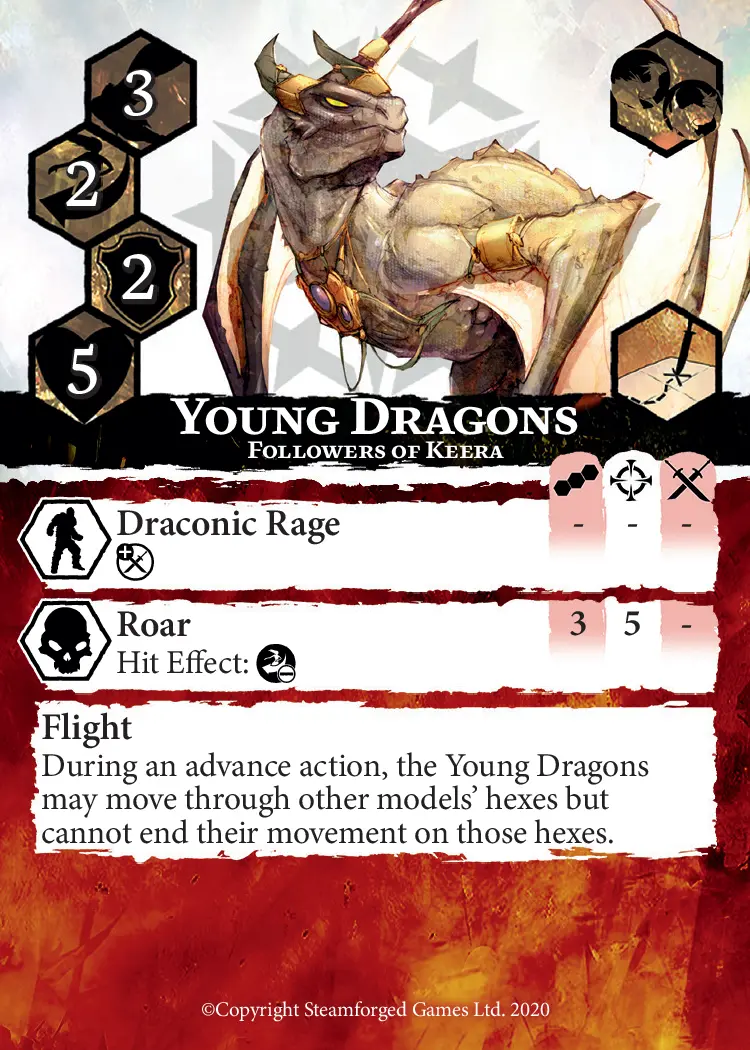 3
2
2
5
Young Dragons
Followers of Keera
Draconic Rage
- - -
Roar
3 5 -
Hit Effect:
Flight
During an advance action, the Young Dragons
may move through other models’ hexes but
cannot end their movement on those hexes.
©Copyright Steamforged Games Ltd. 2020